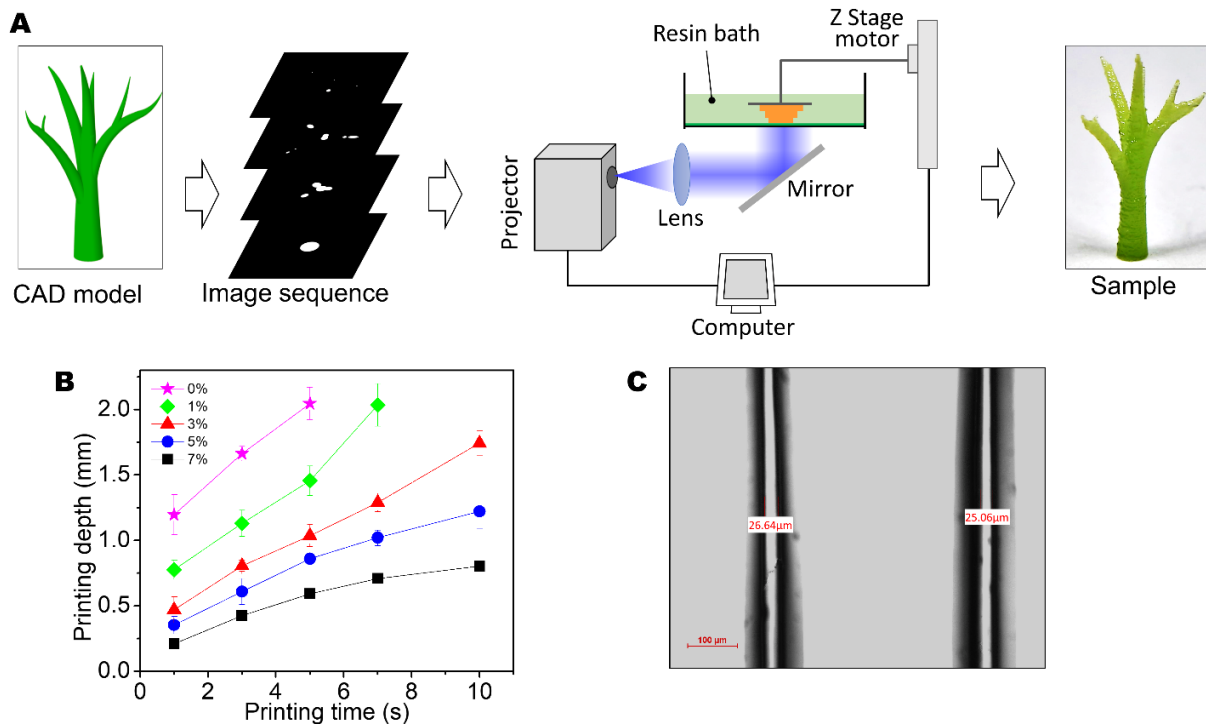 A
CAD model
Image sequence
Resin bath
Z Stage
motor
Projector
Lens
Mirror
Computer
Sample
B
0%
1%
3%
5%
7%
Printing depth (mm)
2.0
1.5
1.0
0.5
0.0
0 2 4 6 8 10
Printing time (s)
C
26.64µm
25.06µm
100 µm